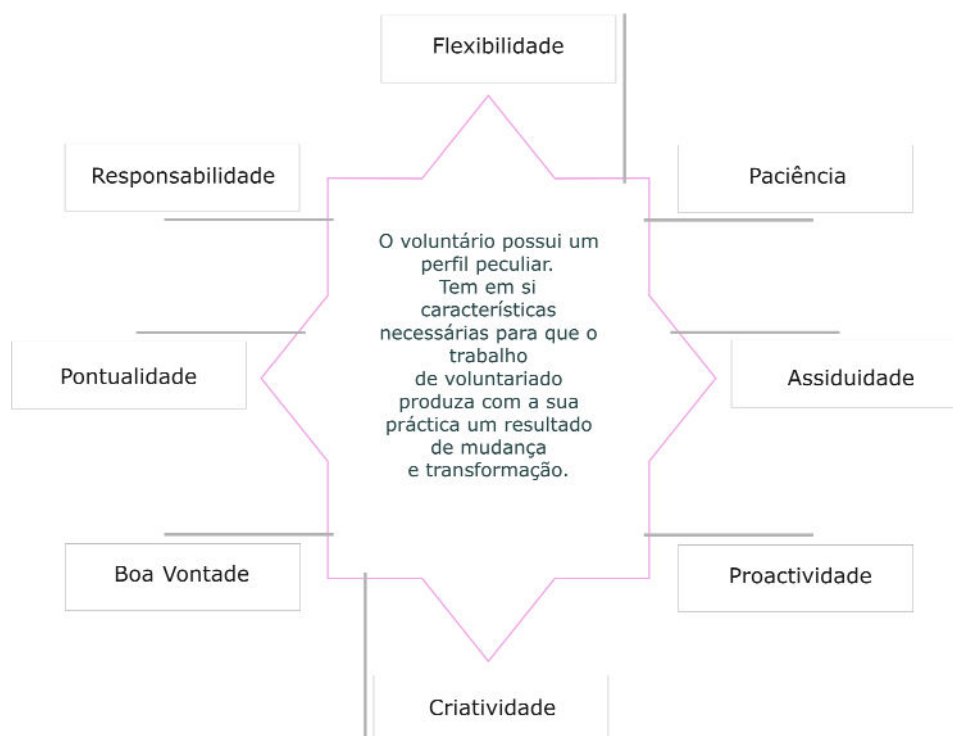 Flexibilidade
Responsabilidade
Paciência
O voluntário possui um
perfil peculiar.
Tem em si
características
necessárias para que o
trabalho
de voluntariado
produza com a sua
práctica um resultado
de mudança
e transformação.
Pontualidade
Assiduidade
Boa Vontade
Proactividade
Criatividade